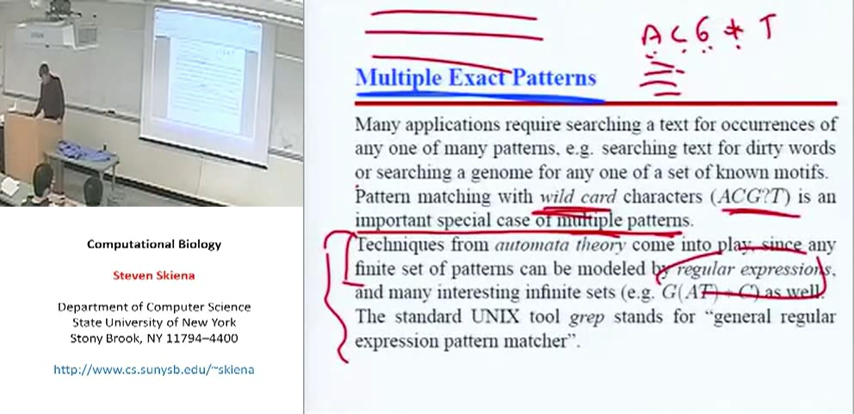 A C G * T
Multiple Exact Patterns
Many applications require searching a text for occurrences of
any one of many patterns, e.g. searching text for dirty words
or searching a genome for any one of a set of known motifs.
Pattern matching with wild card characters (ACG?T) is an
important special case of multiple patterns.
Techniques from automata theory come into play, since any
finite set of patterns can be modeled by regular expressions,
and many interesting infinite sets (e.g. G(AT) * C) as well.
The standard UNIX tool grep stands for “general regular
expression pattern matcher”.
Computational Biology
Steven Skiena
Department of Computer Science
State University of New York
Stony Brook, NY 11794–4400
http://www.cs.sunysb.edu/~skiena